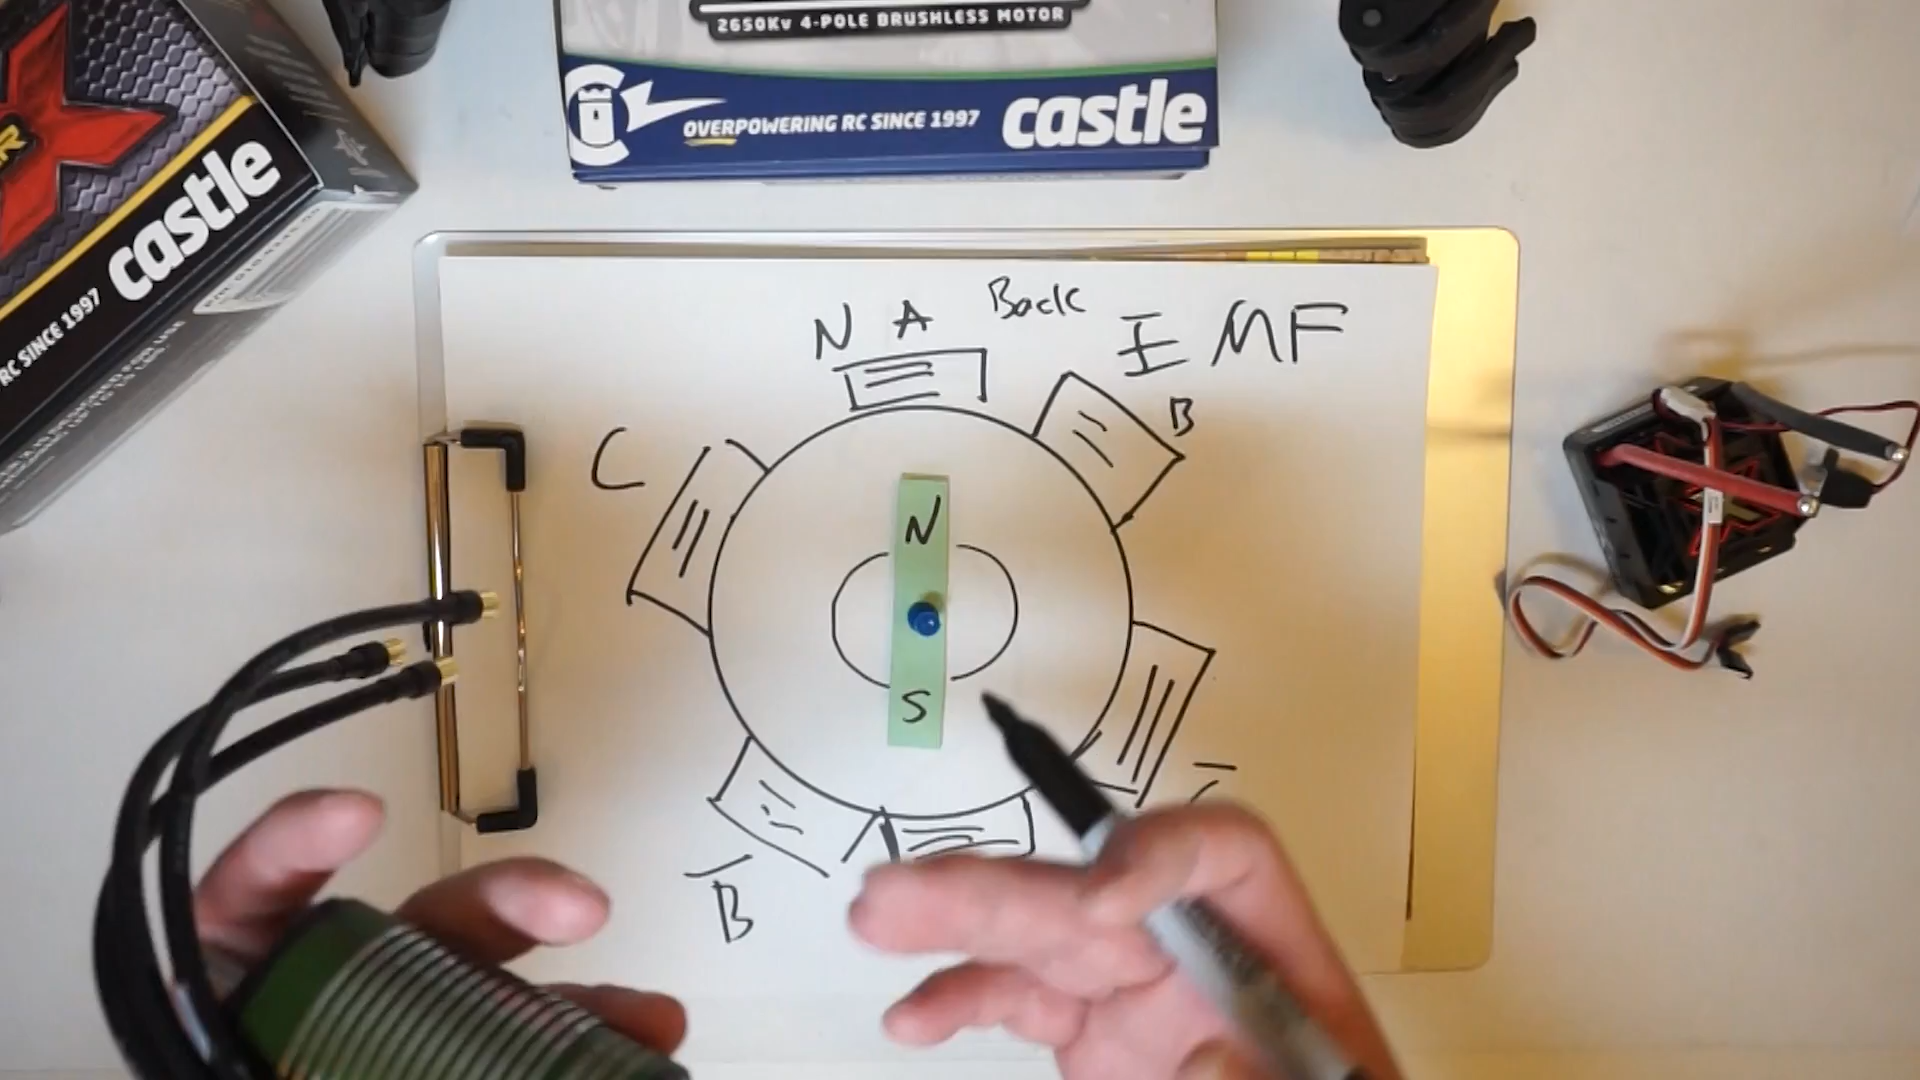 2650Kv 4-POLE BRUSHLESS MOTOR
OVERPOWERING RC SINCE 1997 castle
R
castle
RC SINCE 1997
N A Back EMF
B
C
N
S
B